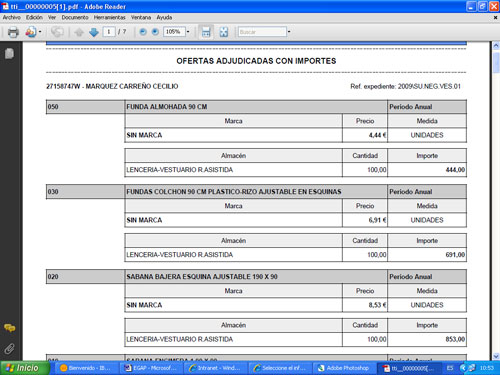 tti__00000005[1].pdf - Adobe Reader
Archivo Edición Ver Documento Herramientas Ventana Ayuda
1 / 7 105% Buscar
OFERTAS ADJUDICADAS CON IMPORTES
27158747W - MARQUEZ CARREÑO CECILIO Ref. expediente: 2009\SU.NEG.VES.01
050 FUNDA ALMOHADA 90 CM Periodo Anual
Marca Precio Medida
SIN MARCA 4,44 € UNIDADES
Almacén Cantidad Importe
LENCERIA-VESTUARIO R.ASISTIDA 100,00 444,00
030 FUNDAS COLCHON 90 CM PLASTICO-RIZO AJUSTABLE EN ESQUINAS Periodo Anual
Marca Precio Medida
SIN MARCA 6,91 € UNIDADES
Almacén Cantidad Importe
LENCERIA-VESTUARIO R.ASISTIDA 100,00 691,00
020 SABANA BAJERA ESQUINA AJUSTABLE 190 X 90 Periodo Anual
Marca Precio Medida
SIN MARCA 8,53 € UNIDADES
Almacén Cantidad Importe
LENCERIA-VESTUARIO R.ASISTIDA 100,00 853,00
Inicio Bienvenido - IB... EGAP - Microsof... Intranet - Wind... Seleccione el inf... Adobe Photoshop tti__00000005[... ES 10:53